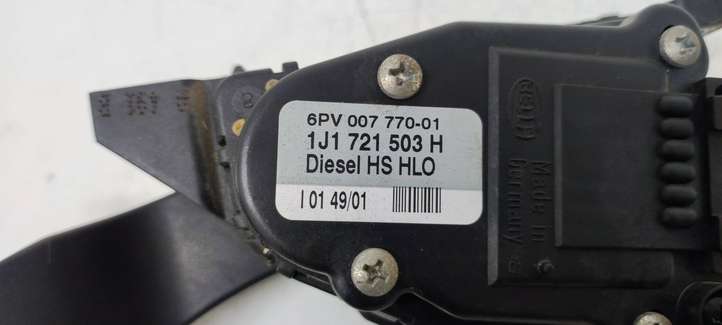 6PV 007 770-01
1J1 721 503 H
Diesel HS HLO
I 01 49/01
HELLA
Made in
Germany